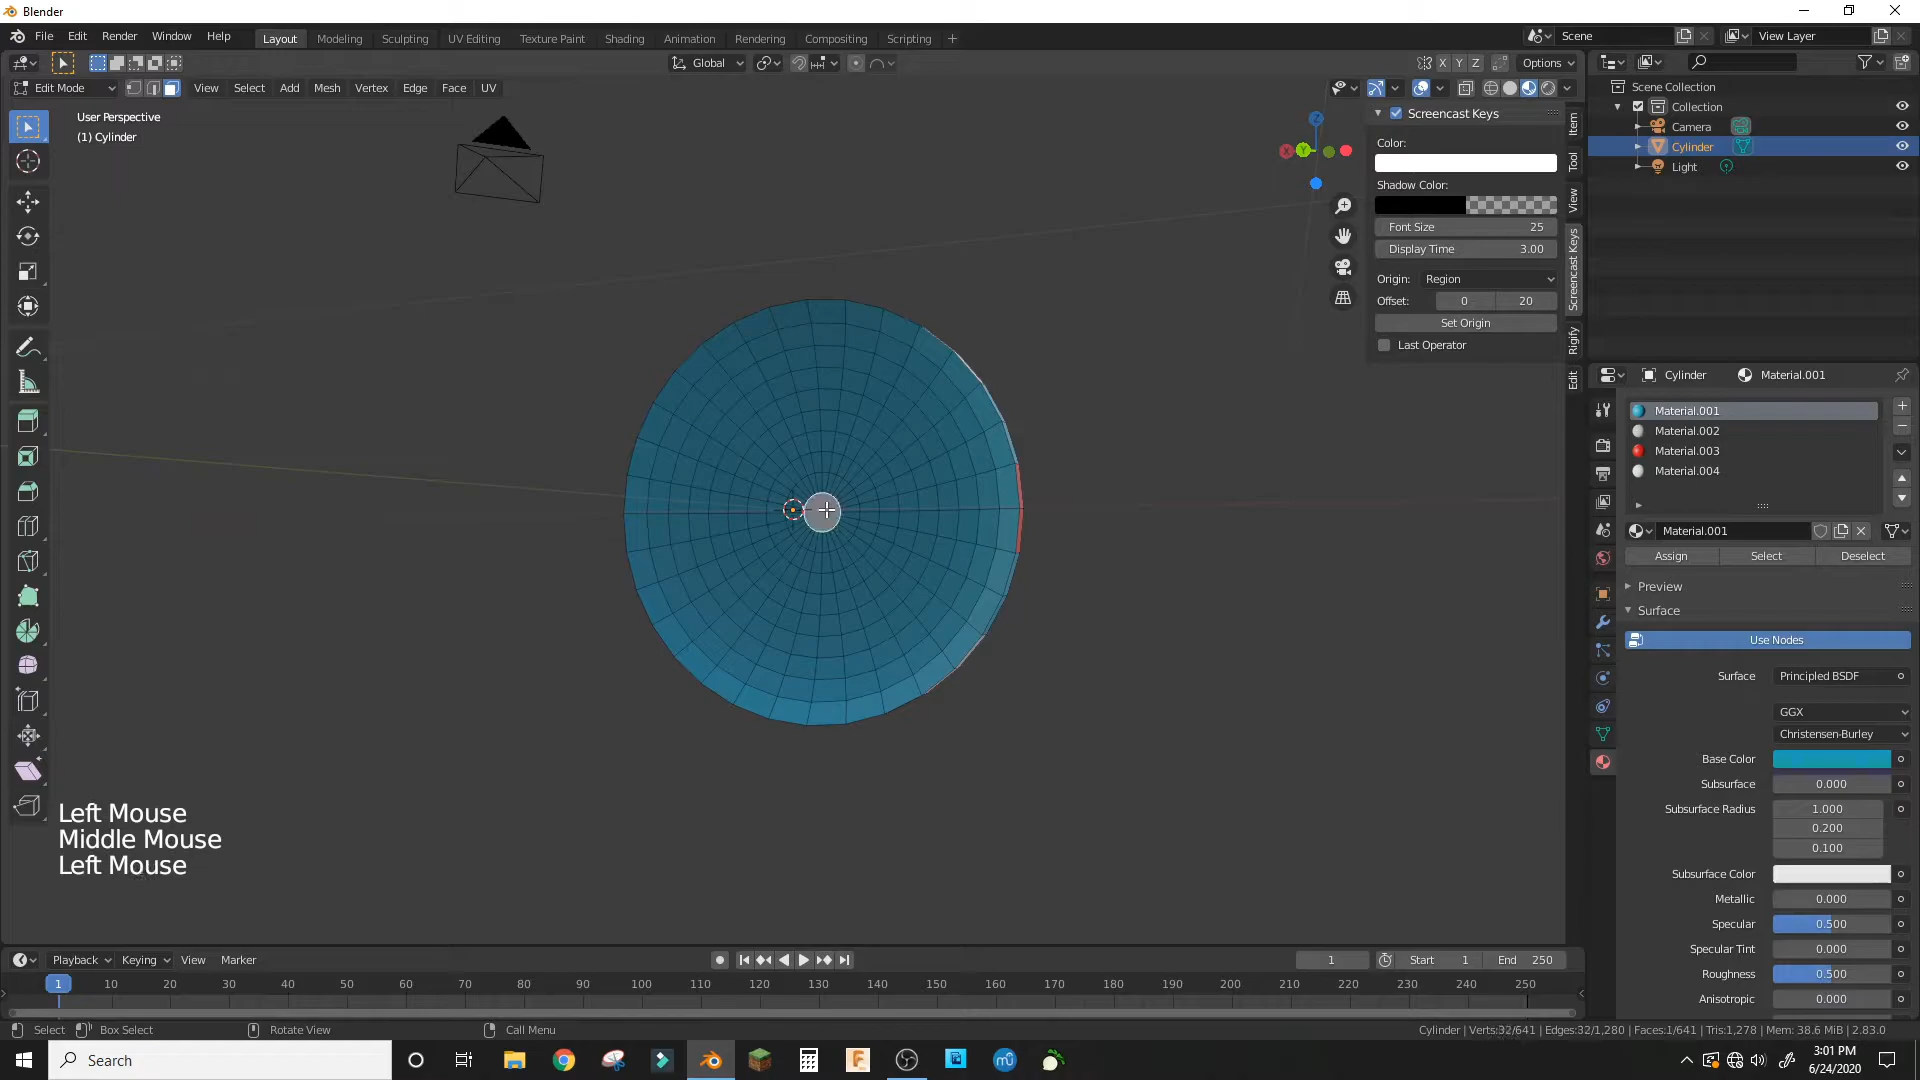 Blender
File Edit Render Window Help
Layout Modeling Sculpting UV Editing Texture Paint Shading Animation Rendering Compositing Scripting
Scene View Layer
Global X Y Z Options
Edit Mode View Select Add Mesh Vertex Edge Face UV
User Perspective
(1) Cylinder
Screencast Keys
Color:
Shadow Color:
Font Size 25
Display Time 3.00
Origin: Region
Offset: 0 20
Set Origin
Last Operator
Item
Tool
View
Screencast Keys
Rigify
Edit
Scene Collection
Collection
Camera
Cylinder
Light
Cylinder Material.001
Material.001
Material.002
Material.003
Material.004
Material.001
Assign Select Deselect
Preview
Surface
Use Nodes
Surface Principled BSDF
GGX
Christensen-Burley
Base Color
Subsurface 0.000
Subsurface Radius 1.000
0.200
0.100
Subsurface Color
Metallic 0.000
Specular 0.500
Specular Tint 0.000
Roughness 0.500
Anisotropic 0.000
Left Mouse
Middle Mouse
Left Mouse
Playback Keying View Marker 1 Start 1 End 250
1 10 20 30 40 50 60 70 80 90 100 110 120 130 140 150 160 170 180 190 200 210 220 230 240 250
Select Box Select Rotate View Call Menu Cylinder | Verts:32/641 | Edges:32/1,280 | Faces:1/641 | Tris:1,278 | Mem: 38.6 MiB | 2.83.0
Search
3:01 PM
6/24/2020